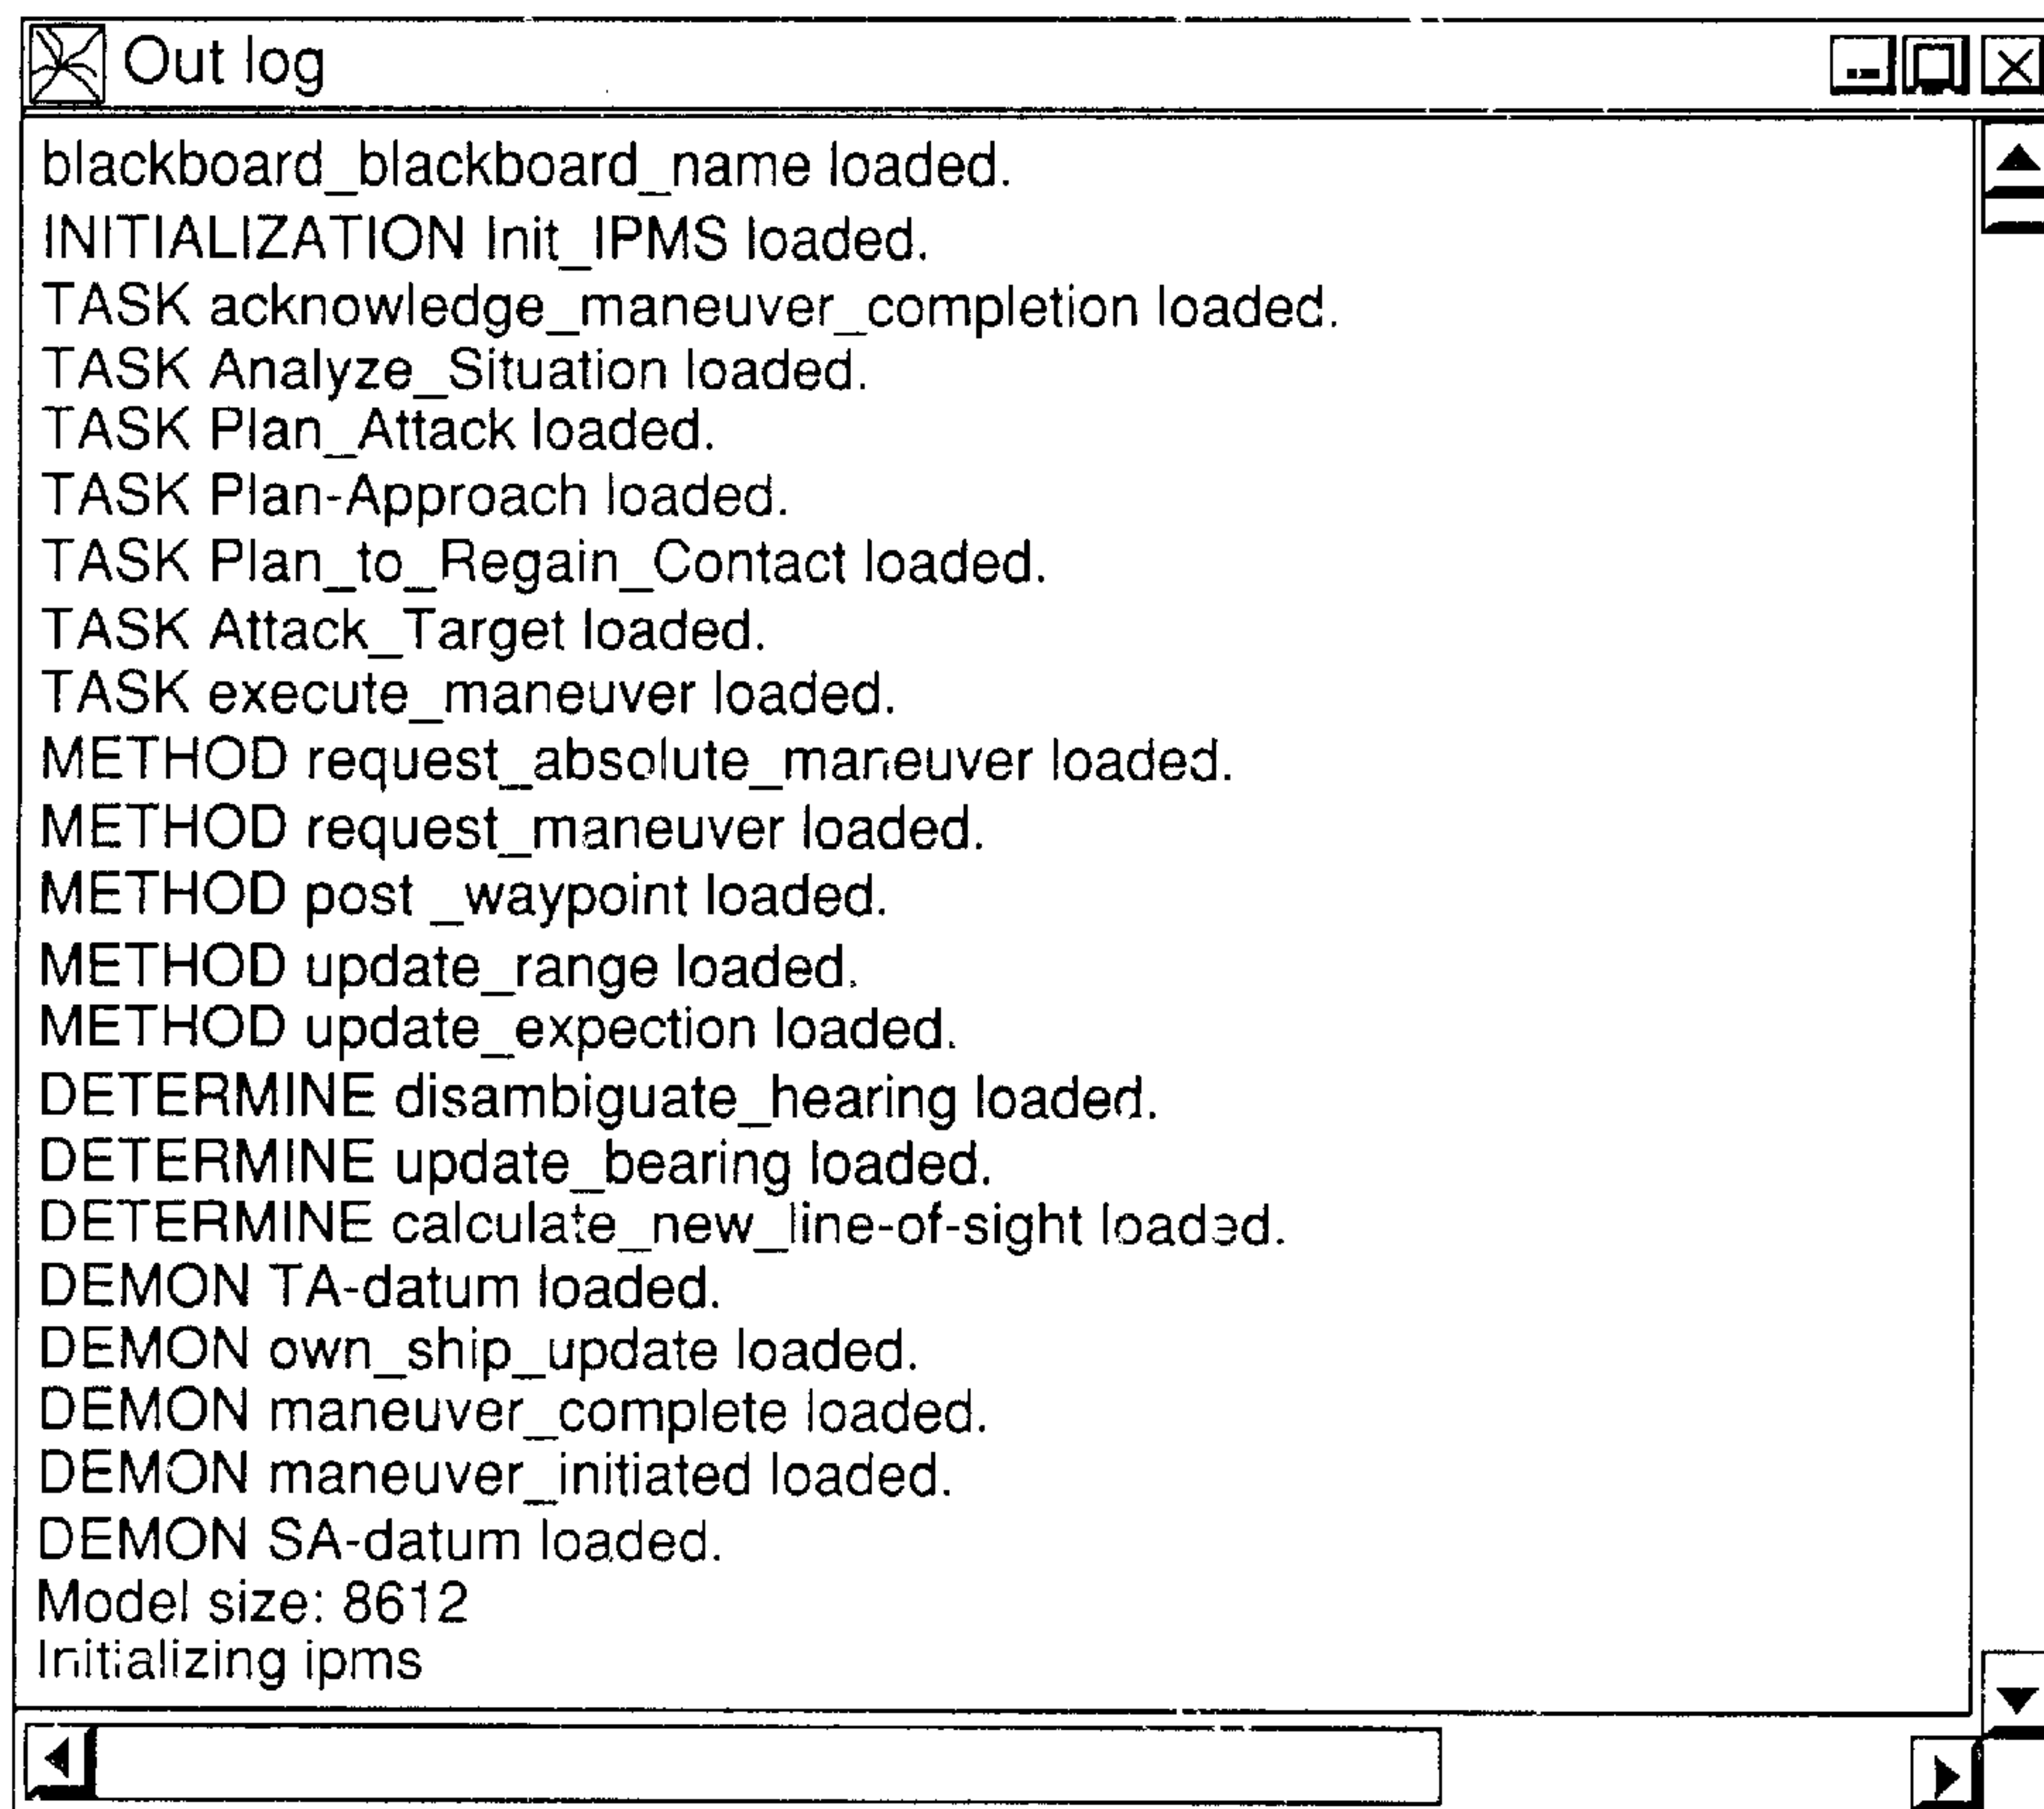 Out log
blackboard_blackboard_name loaded.
INITIALIZATION Init_IPMS loaded.
TASK acknowledge_maneuver_completion loaded.
TASK Analyze_Situation loaded.
TASK Plan_Attack loaded.
TASK Plan-Approach loaded.
TASK Plan_to_Regain_Contact loaded.
TASK Attack_Target loaded.
TASK execute_maneuver loaded.
METHOD request_absolute_maneuver loaded.
METHOD request_maneuver loaded.
METHOD post _waypoint loaded.
METHOD update_range loaded.
METHOD update_expection loaded.
DETERMINE disambiguate_hearing loaded.
DETERMINE update_bearing loaded.
DETERMINE calculate_new_line-of-sight loaded.
DEMON TA-datum loaded.
DEMON own_ship_update loaded.
DEMON maneuver_complete loaded.
DEMON maneuver_initiated loaded.
DEMON SA-datum loaded.
Model size: 8612
Initializing ipms